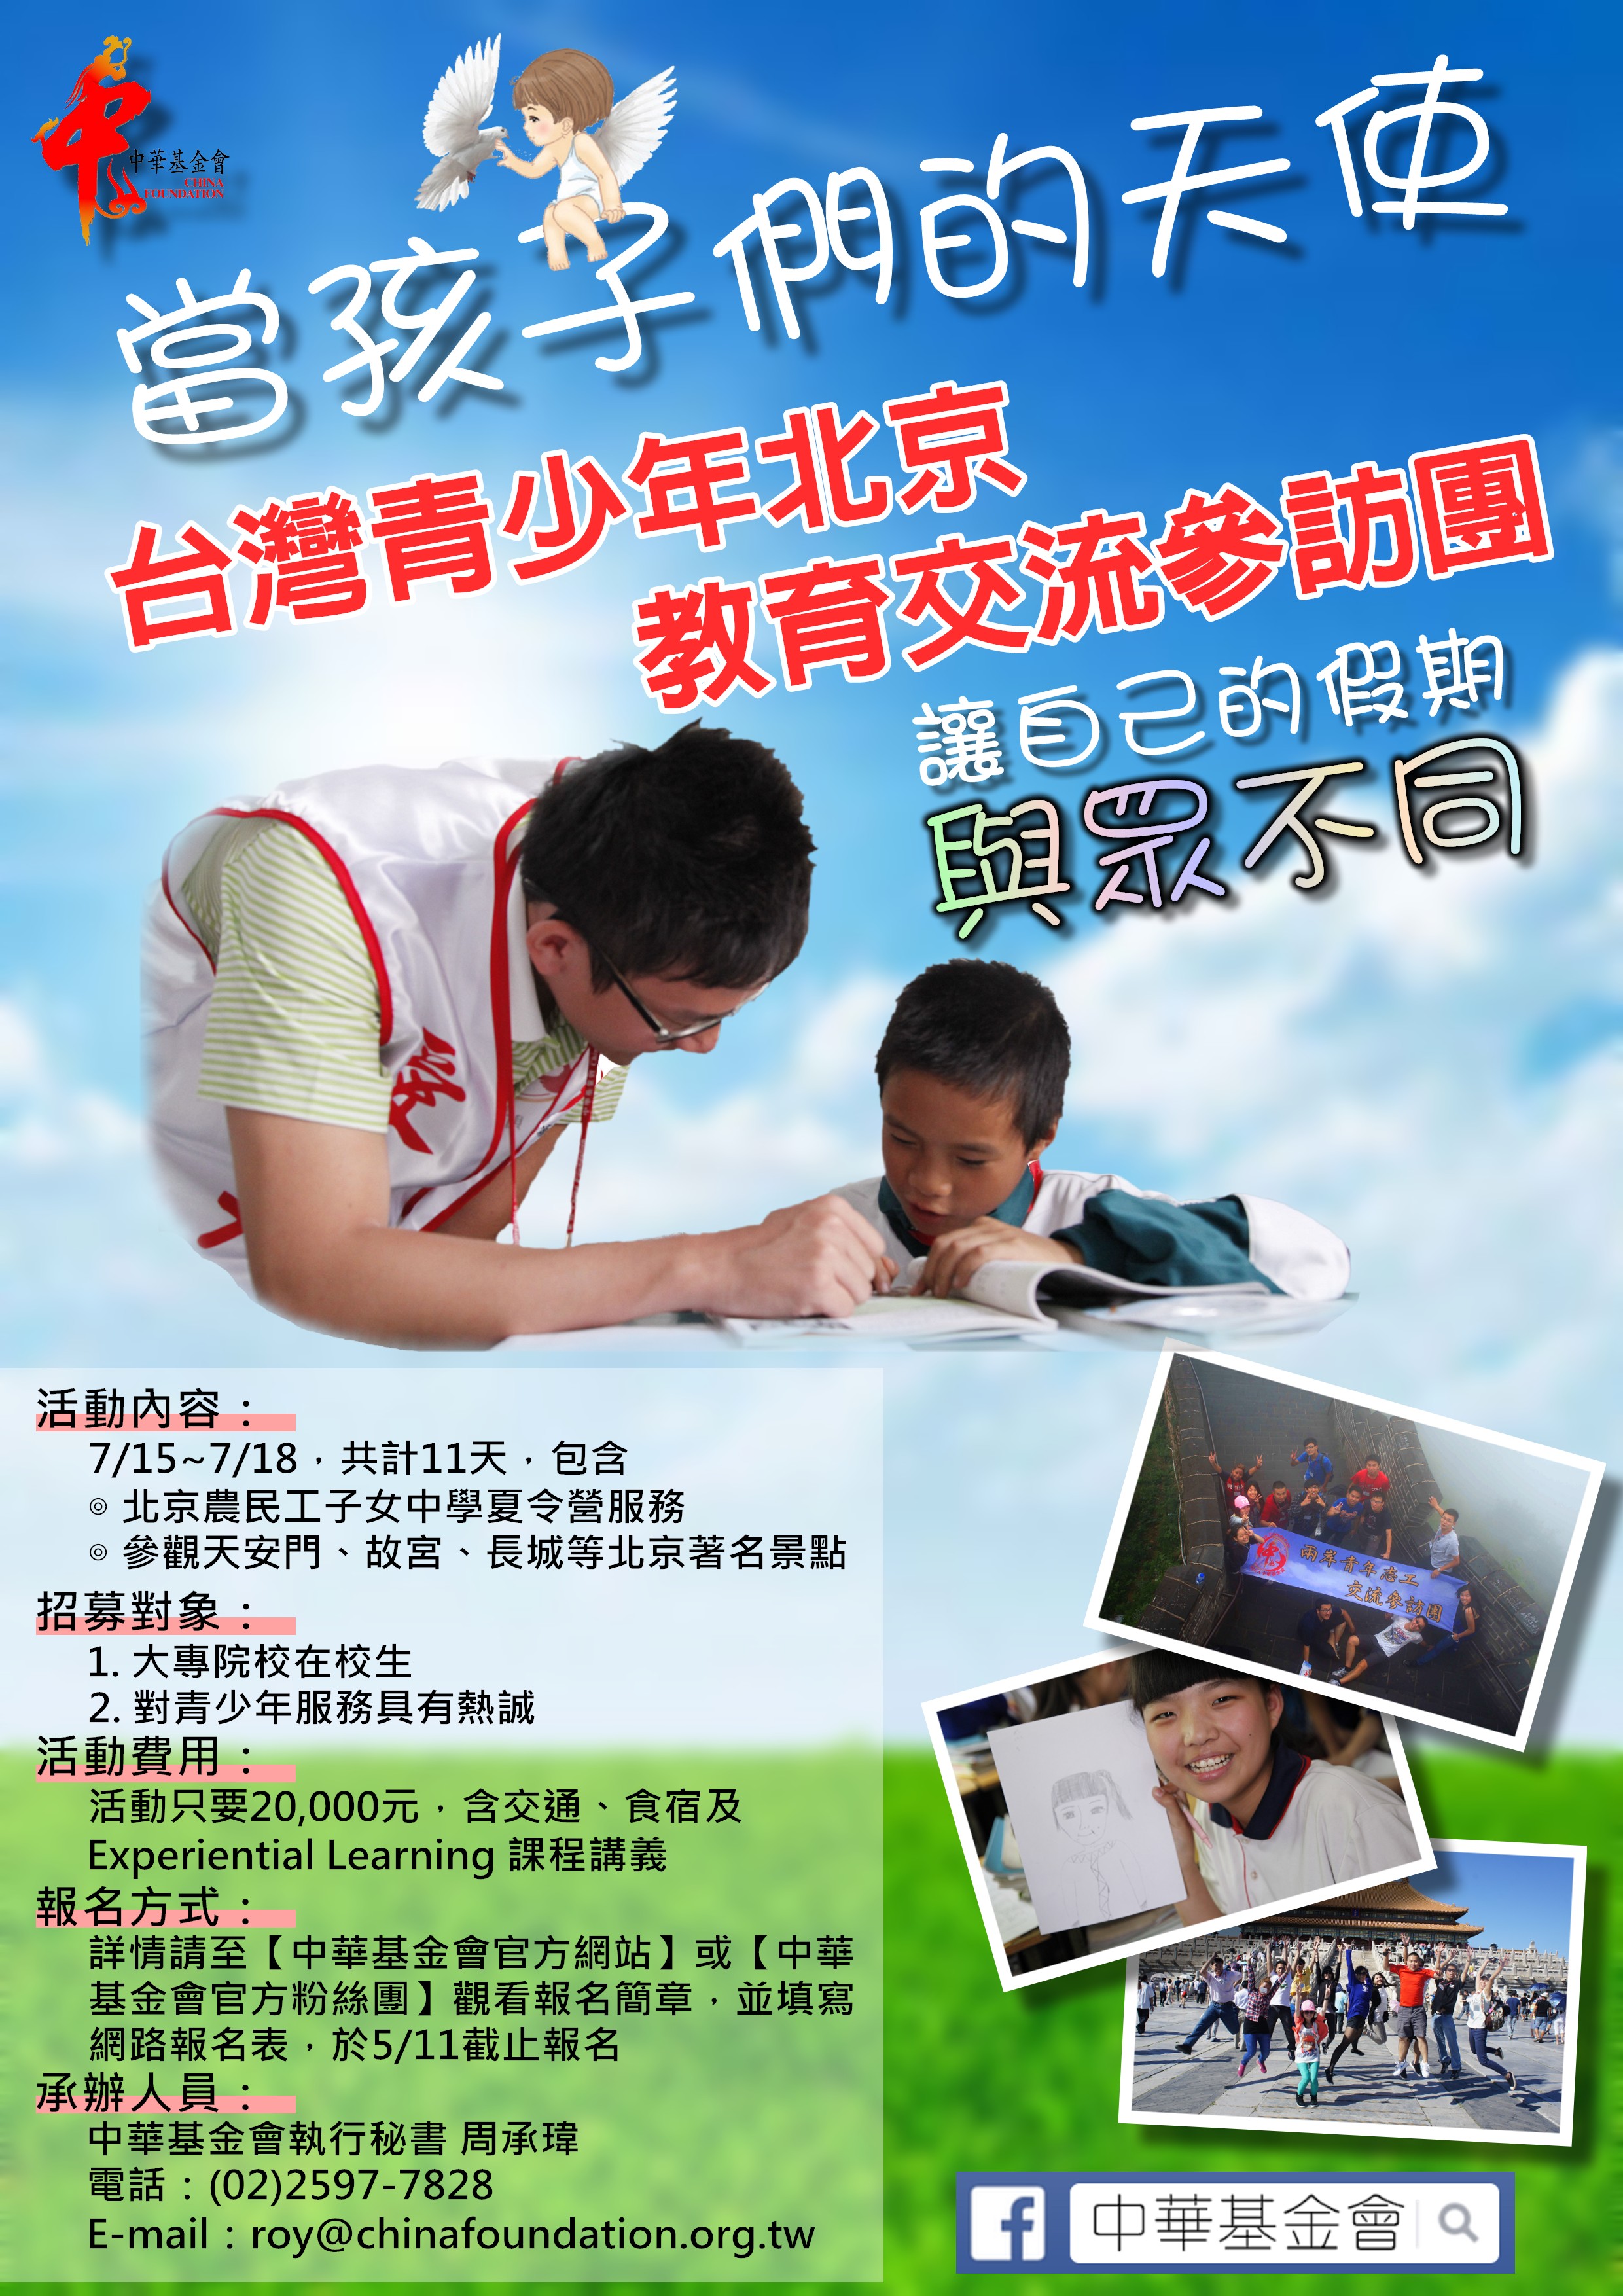 中華基金會
CHINA
FOUNDATION
當孩子們的天使
台灣青少年北京
教育交流參訪團
讓自己的假期
與眾不同
活動內容：
7/15~7/18，共計11天，包含
◎ 北京農民工子女中學夏令營服務
◎ 參觀天安門、故宮、長城等北京著名景點
招募對象：
1. 大專院校在校生
2. 對青少年服務具有熱誠
活動費用：
活動只要20,000元，含交通、食宿及
Experiential Learning 課程講義
報名方式：
詳情請至【中華基金會官方網站】或【中華
基金會官方粉絲團】觀看報名簡章，並填寫
網路報名表，於5/11截止報名
承辦人員：
中華基金會執行秘書 周承瑋
電話：(02)2597-7828
E-mail：roy@chinafoundation.org.tw
兩岸青年志工
交流參訪團
中華基金會